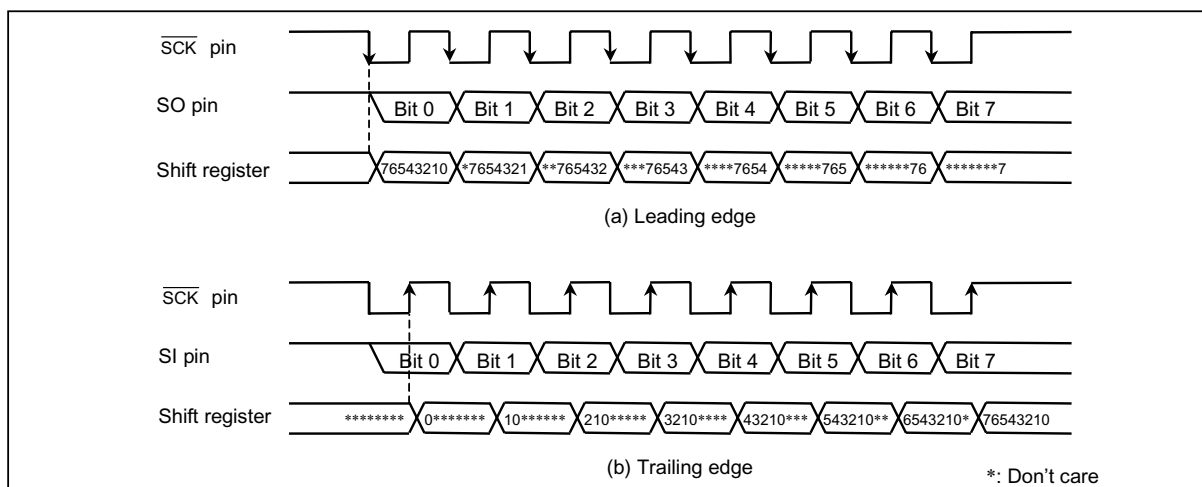 SCK pin
SO pin Bit 0 Bit 1 Bit 2 Bit 3 Bit 4 Bit 5 Bit 6 Bit 7
Shift register 76543210 *7654321 **765432 ***76543 ****7654 *****765 ******76 *******7
(a) Leading edge
SCK pin
SI pin Bit 0 Bit 1 Bit 2 Bit 3 Bit 4 Bit 5 Bit 6 Bit 7
Shift register ******** 0******* 10****** 210***** 3210**** 43210*** 543210** 6543210* 76543210
(b) Trailing edge
*: Don't care